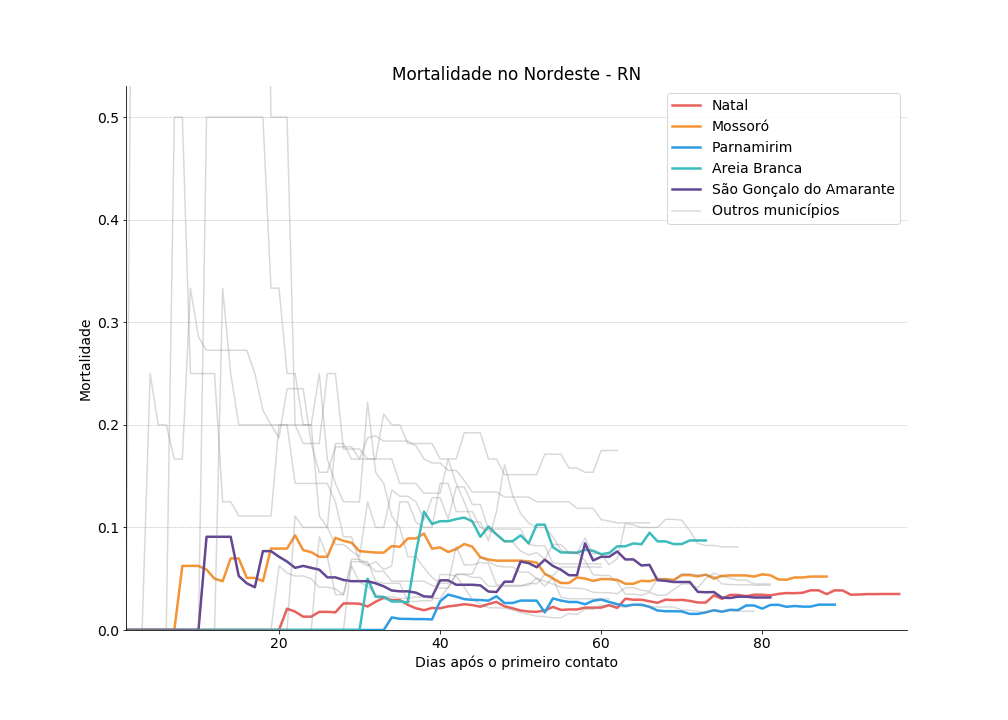 Mortalidade no Nordeste - RN
Natal
Mossoró
Parnamirim
Areia Branca
São Gonçalo do Amarante
Outros municípios
Mortalidade
0.5
0.4
0.3
0.2
0.1
0.0
20
40
60
80
Dias após o primeiro contato